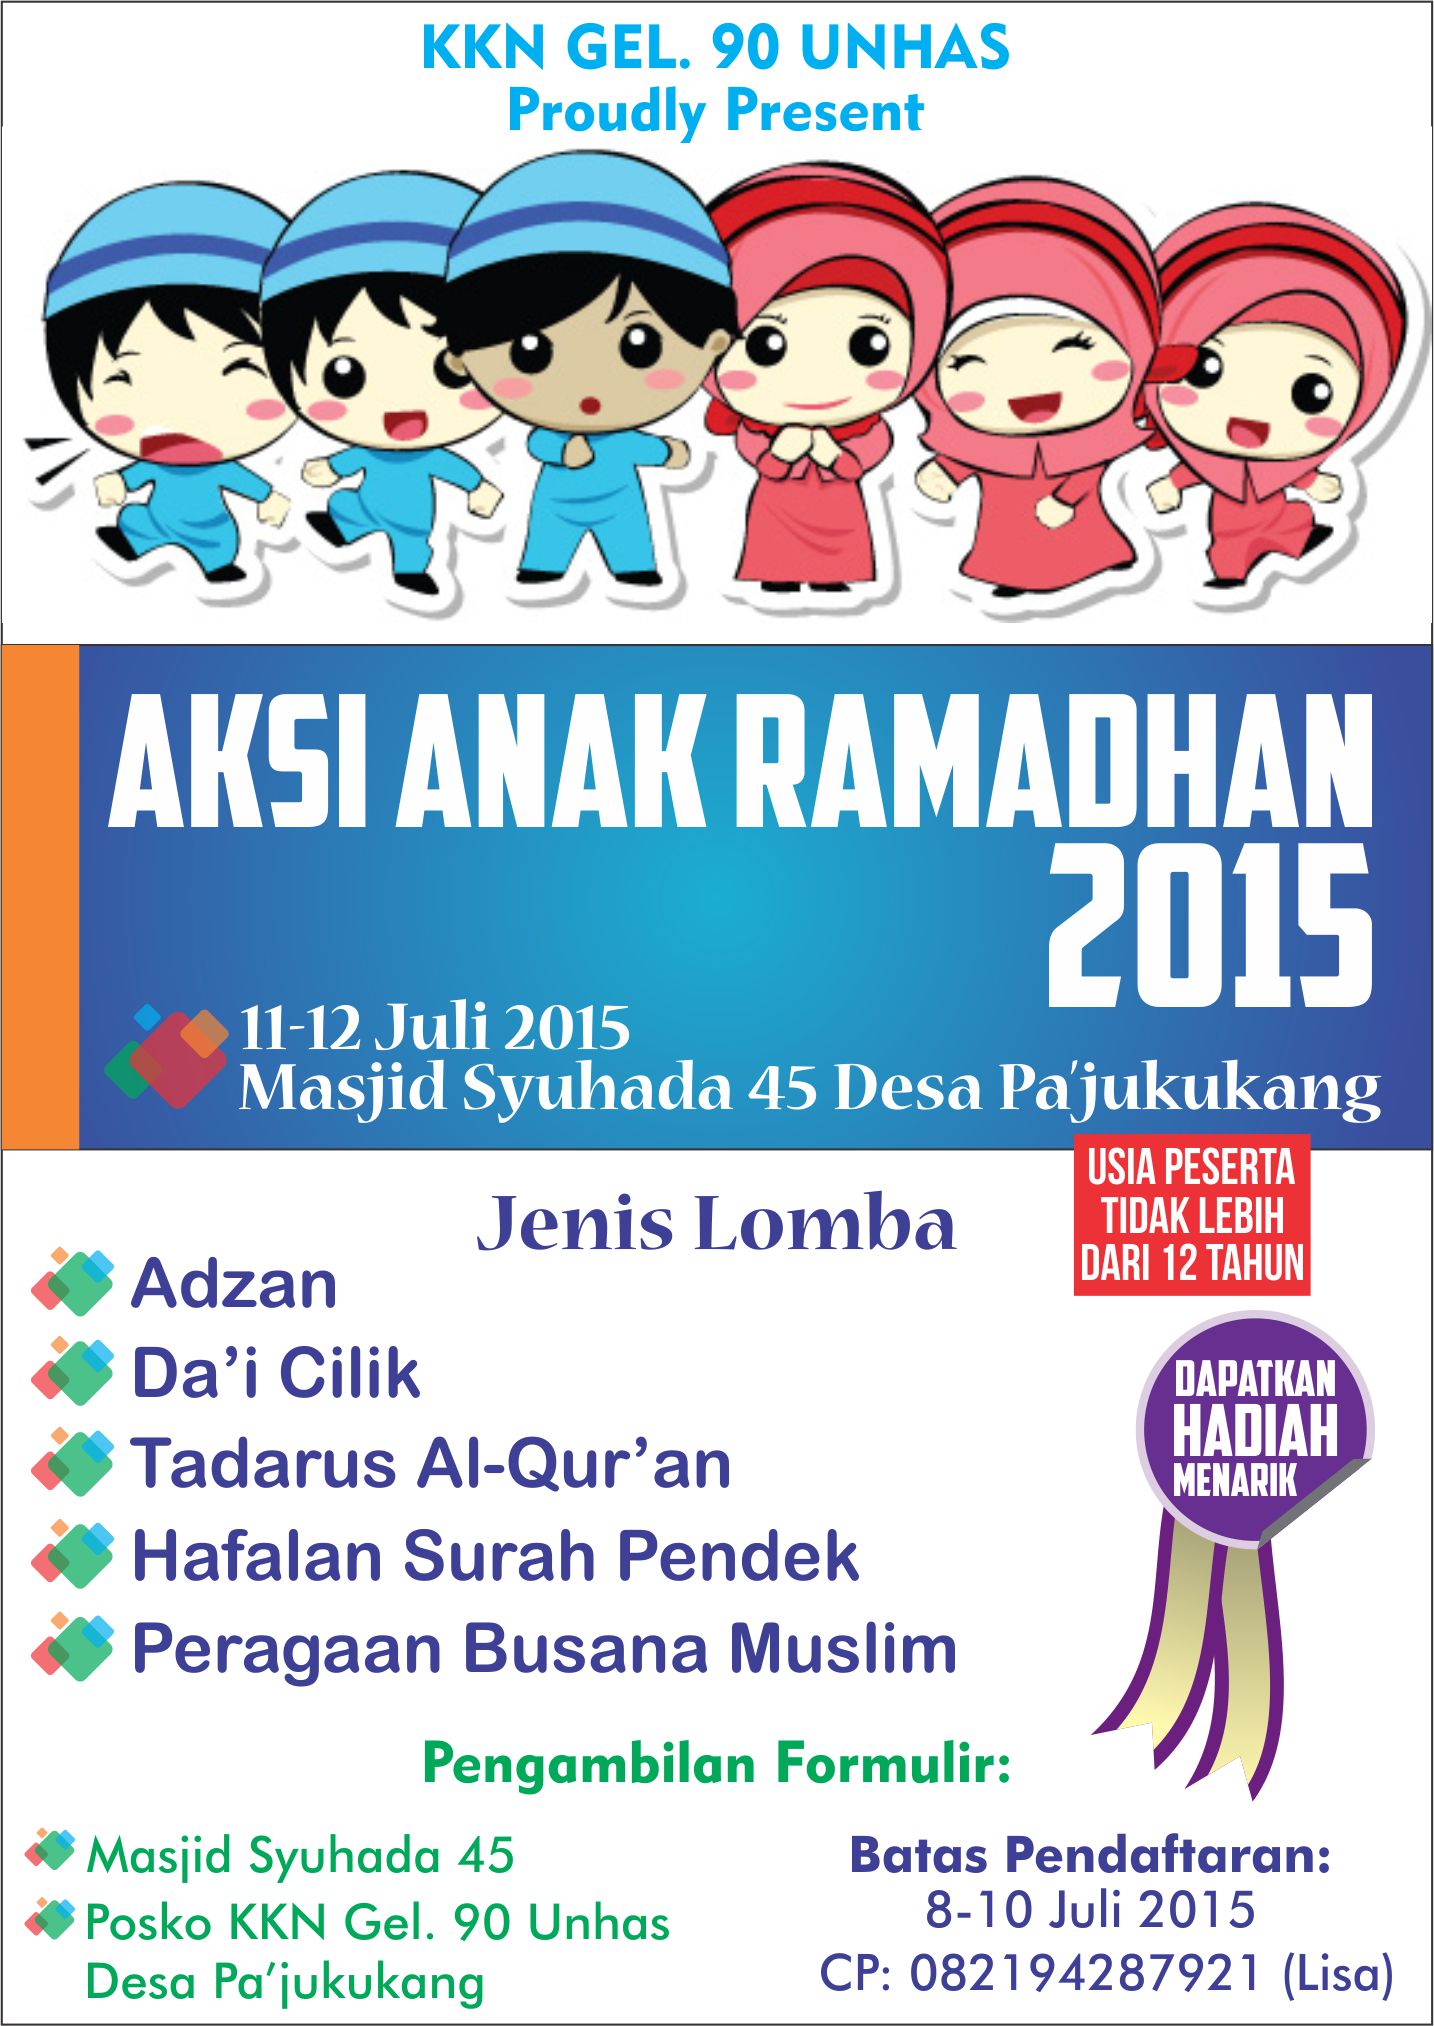 KKN GEL. 90 UNHAS
Proudly Present
AKSI ANAK RAMADHAN
2015
11-12 Juli 2015
Masjid Syuhada 45 Desa Pa'jukukang
USIA PESERTA
TIDAK LEBIH
DARI 12 TAHUN
Jenis Lomba
Adzan
Da’i Cilik
Tadarus Al-Qur’an
Hafalan Surah Pendek
Peragaan Busana Muslim
DAPATKAN
HADIAH
MENARIK
Pengambilan Formulir:
Masjid Syuhada 45
Posko KKN Gel. 90 Unhas
Desa Pa’jukukang
Batas Pendaftaran:
8-10 Juli 2015
CP: 082194287921 (Lisa)